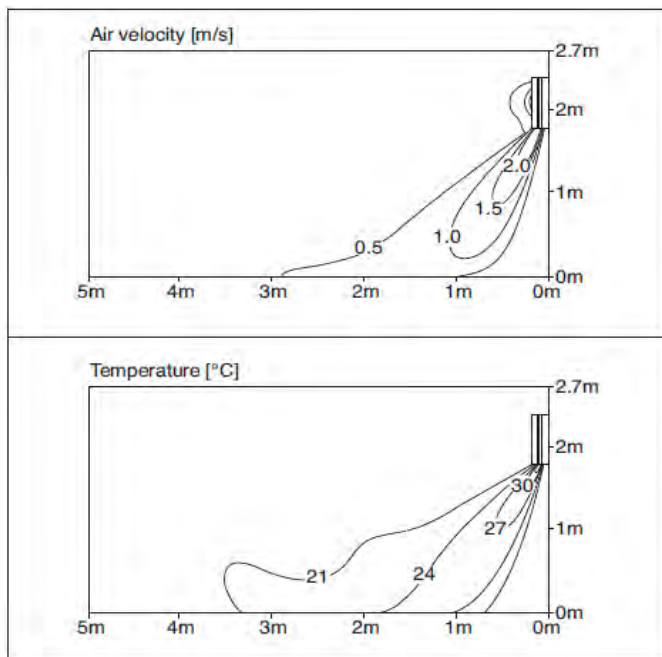 Air velocity [m/s]
2.7m
2m
2.0
1m
1.5
1.0
0.5
0m
5m 4m 3m 2m 1m 0m
Temperature [°C]
2.7m
2m
30
1m
27
24
21
0m
5m 4m 3m 2m 1m 0m